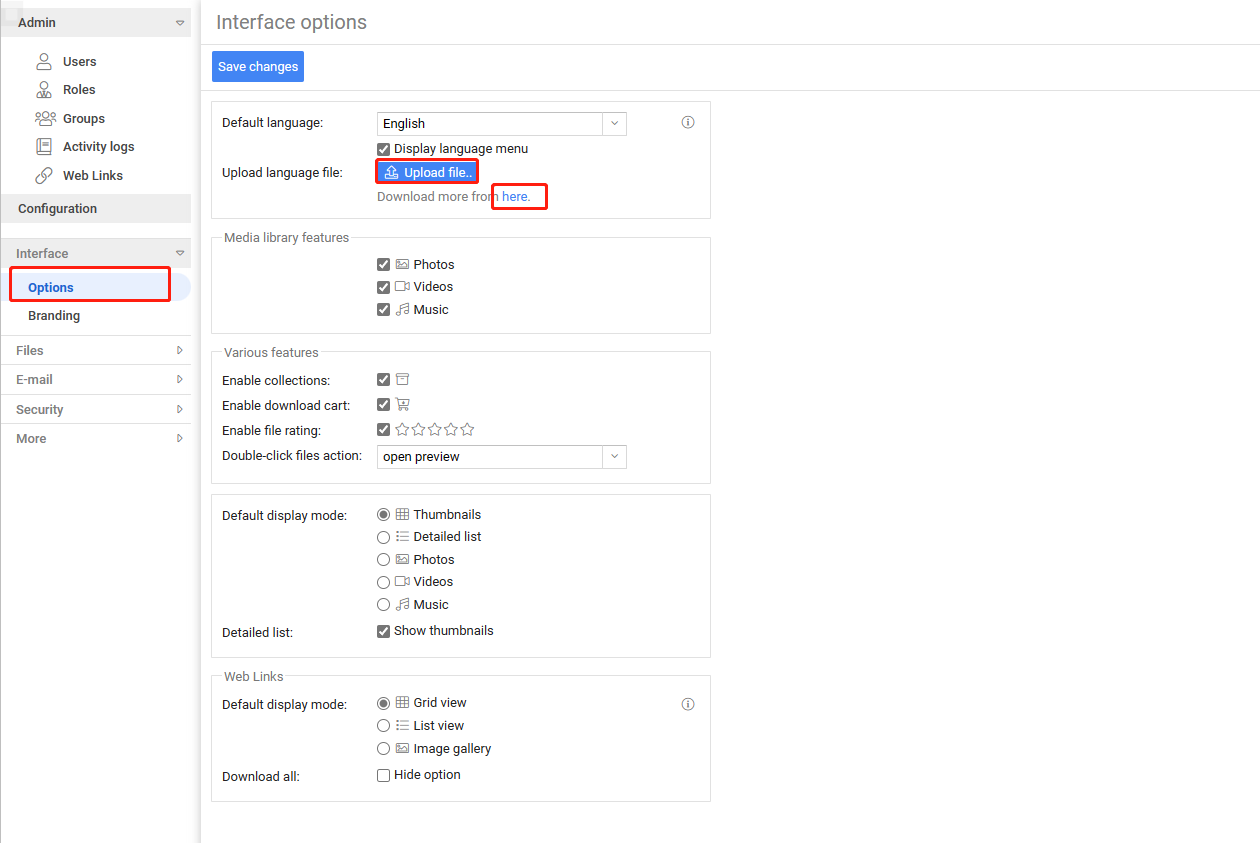 Admin
Users
Roles
Groups
Activity logs
Web Links
Configuration
Interface
Options
Branding
Files
E-mail
Security
More
Interface options
Save changes
Default language:
English
Display language menu
Upload language file:
Upload file..
Download more from here.
Media library features
Photos
Videos
Music
Various features
Enable collections:
Enable download cart:
Enable file rating:
Double-click files action:
open preview
Default display mode:
Thumbnails
Detailed list
Photos
Videos
Music
Detailed list:
Show thumbnails
Web Links
Default display mode:
Grid view
List view
Image gallery
Download all:
Hide option